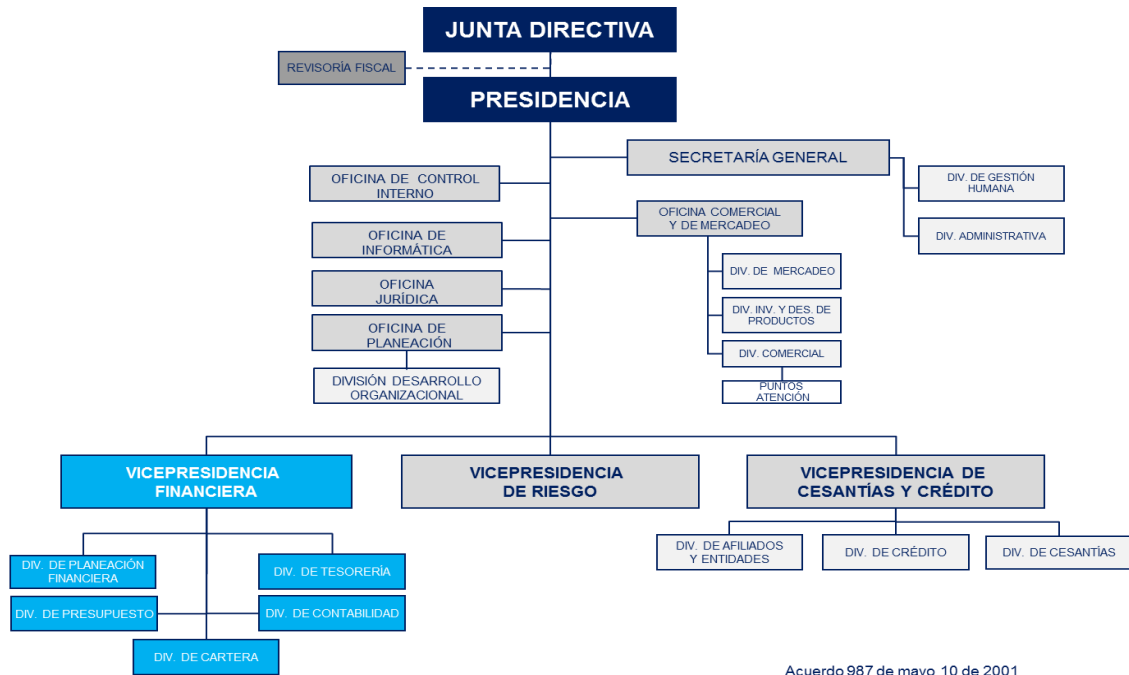 JUNTA DIRECTIVA
REVISORÍA FISCAL
PRESIDENCIA
SECRETARÍA GENERAL
DIV. DE GESTIÓN
HUMANA
DIV. ADMINISTRATIVA
OFICINA DE CONTROL
INTERNO
OFICINA COMERCIAL
Y DE MERCADEO
OFICINA DE
INFORMÁTICA
DIV. DE MERCADEO
OFICINA
JURÍDICA
DIV. INV. Y DES. DE
PRODUCTOS
OFICINA DE
PLANEACIÓN
DIV. COMERCIAL
DIVISIÓN DESARROLLO
ORGANIZACIONAL
PUNTOS
ATENCIÓN
VICEPRESIDENCIA
FINANCIERA
VICEPRESIDENCIA
DE RIESGO
VICEPRESIDENCIA DE
CESANTÍAS Y CRÉDITO
DIV. DE PLANEACIÓN
FINANCIERA
DIV. DE TESORERÍA
DIV. DE PRESUPUESTO
DIV. DE CONTABILIDAD
DIV. DE CARTERA
DIV. DE AFILIADOS
Y ENTIDADES
DIV. DE CRÉDITO
DIV. DE CESANTÍAS
Acuerdo 987 de mayo 10 de 2001